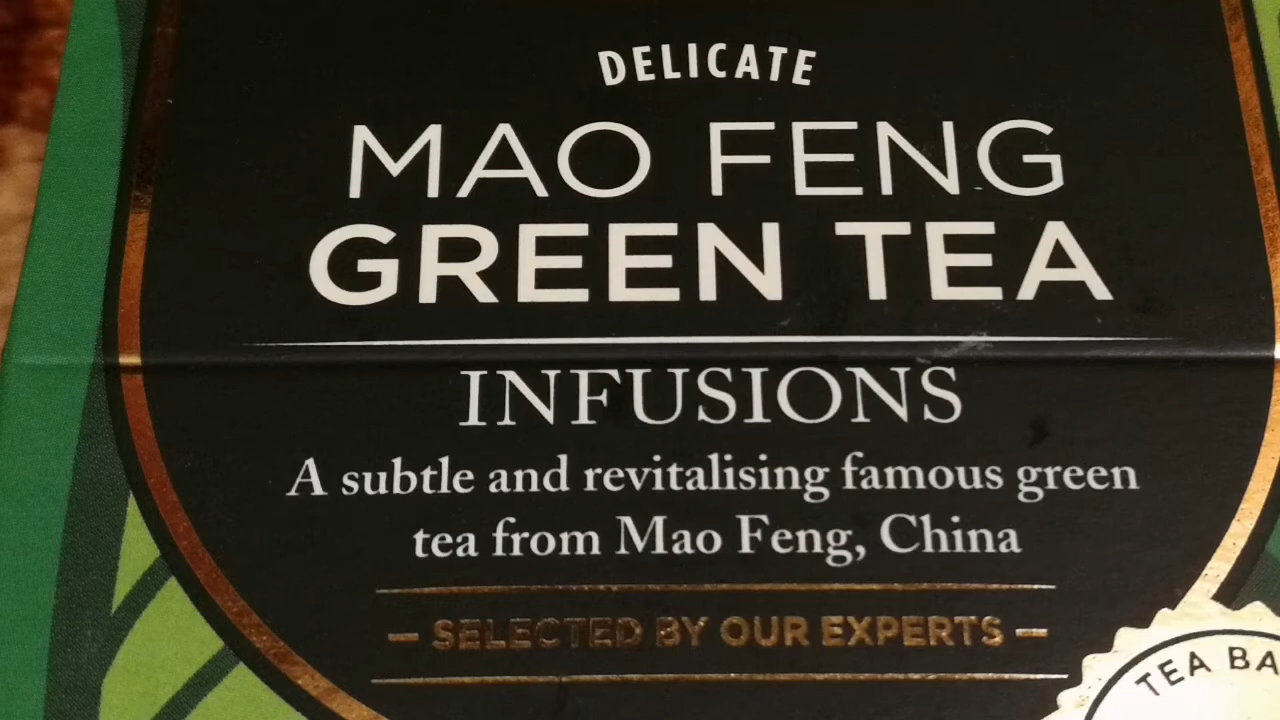 DELICATE
MAO FENG
GREEN TEA
INFUSIONS
A subtle and revitalising famous green
tea from Mao Feng, China
– SELECTED BY OUR EXPERTS –
TEA BA